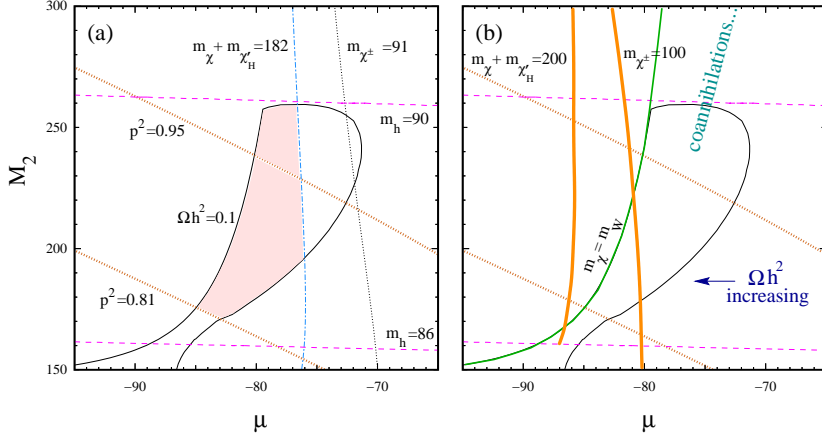 300
250
200
150
M₂
(a)
m_χ + m_χ'_H = 182
m_χ± = 91
m_h = 90
p² = 0.95
Ωh² = 0.1
p² = 0.81
m_h = 86
−90
−80
−70
μ
(b)
m_χ + m_χ'_H = 200
m_χ± = 100
coannihilations...
m_χ = m_W
Ωh²
increasing
−90
−80
−70
μ